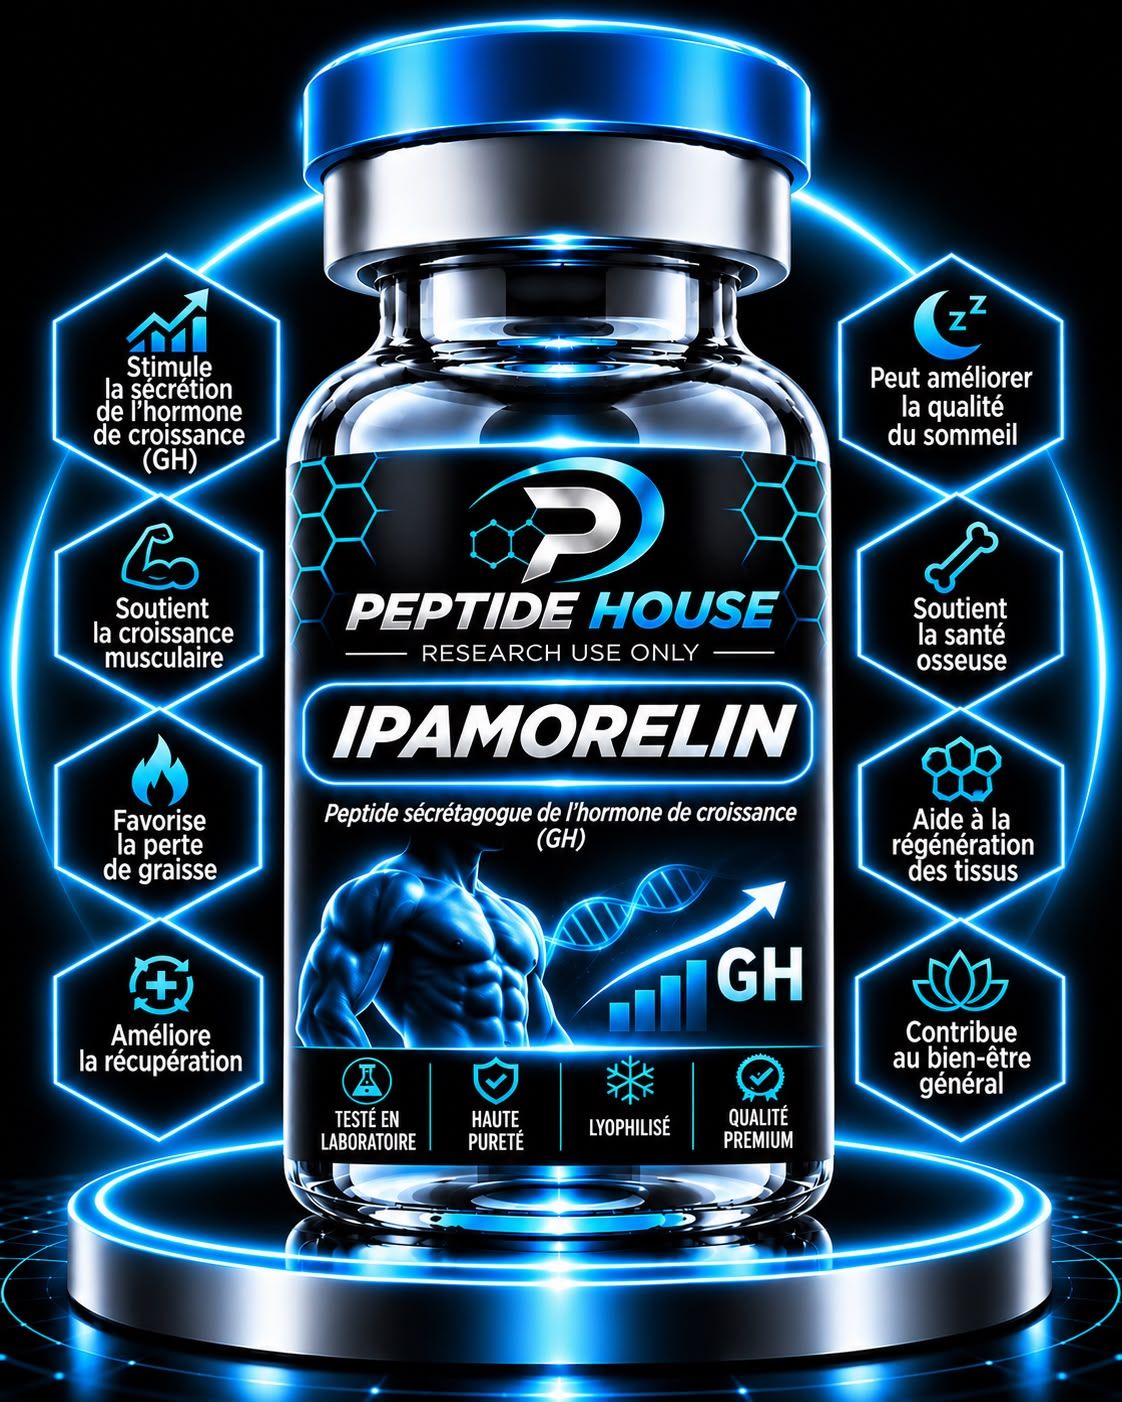 Stimule
la sécrétion
de l'hormone
de croissance
(GH)
Soutient
la croissance
musculaire
Favorise
la perte
de graisse
Améliore
la récupération
P
PEPTIDE HOUSE
RESEARCH USE ONLY
IPAMORELIN
Peptide sécrétagogue de l'hormone de croissance
(GH)
GH
TESTÉ EN
LABORATOIRE
HAUTE
PURETÉ
LYOPHILISÉ
QUALITÉ
PREMIUM
z z
Peut améliorer
la qualité
du sommeil
Soutient
la santé
osseuse
Aide à la
régénération
des tissus
Contribue
au bien-être
général